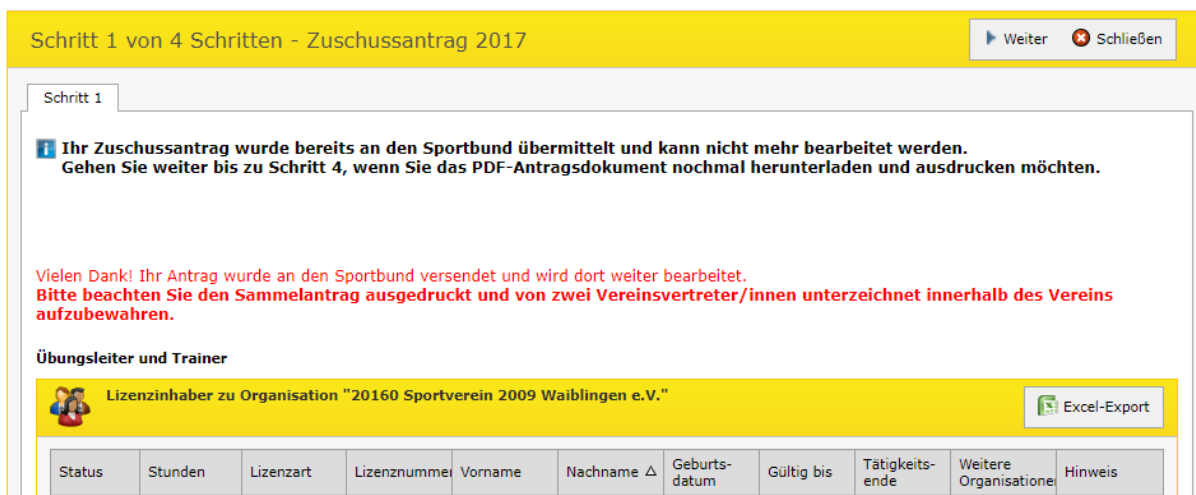 Schritt 1 von 4 Schritten - Zuschussantrag 2017
Weiter
Schließen
Schritt 1
Ihr Zuschussantrag wurde bereits an den Sportbund übermittelt und kann nicht mehr bearbeitet werden.
Gehen Sie weiter bis zu Schritt 4, wenn Sie das PDF-Antragsdokument nochmal herunterladen und ausdrucken möchten.
Vielen Dank! Ihr Antrag wurde an den Sportbund versendet und wird dort weiter bearbeitet.
Bitte beachten Sie den Sammelantrag ausgedruckt und von zwei Vereinsvertreter/innen unterzeichnet innerhalb des Vereins
aufzubewahren.
Übungsleiter und Trainer
Lizenzinhaber zu Organisation "20160 Sportverein 2009 Waiblingen e.V."
Excel-Export
Status Stunden Lizenzart Lizenznummer Vorname Nachname Geburts- Gültig bis Tätigkeits- Weitere Hinweis
datum ende Organisationen